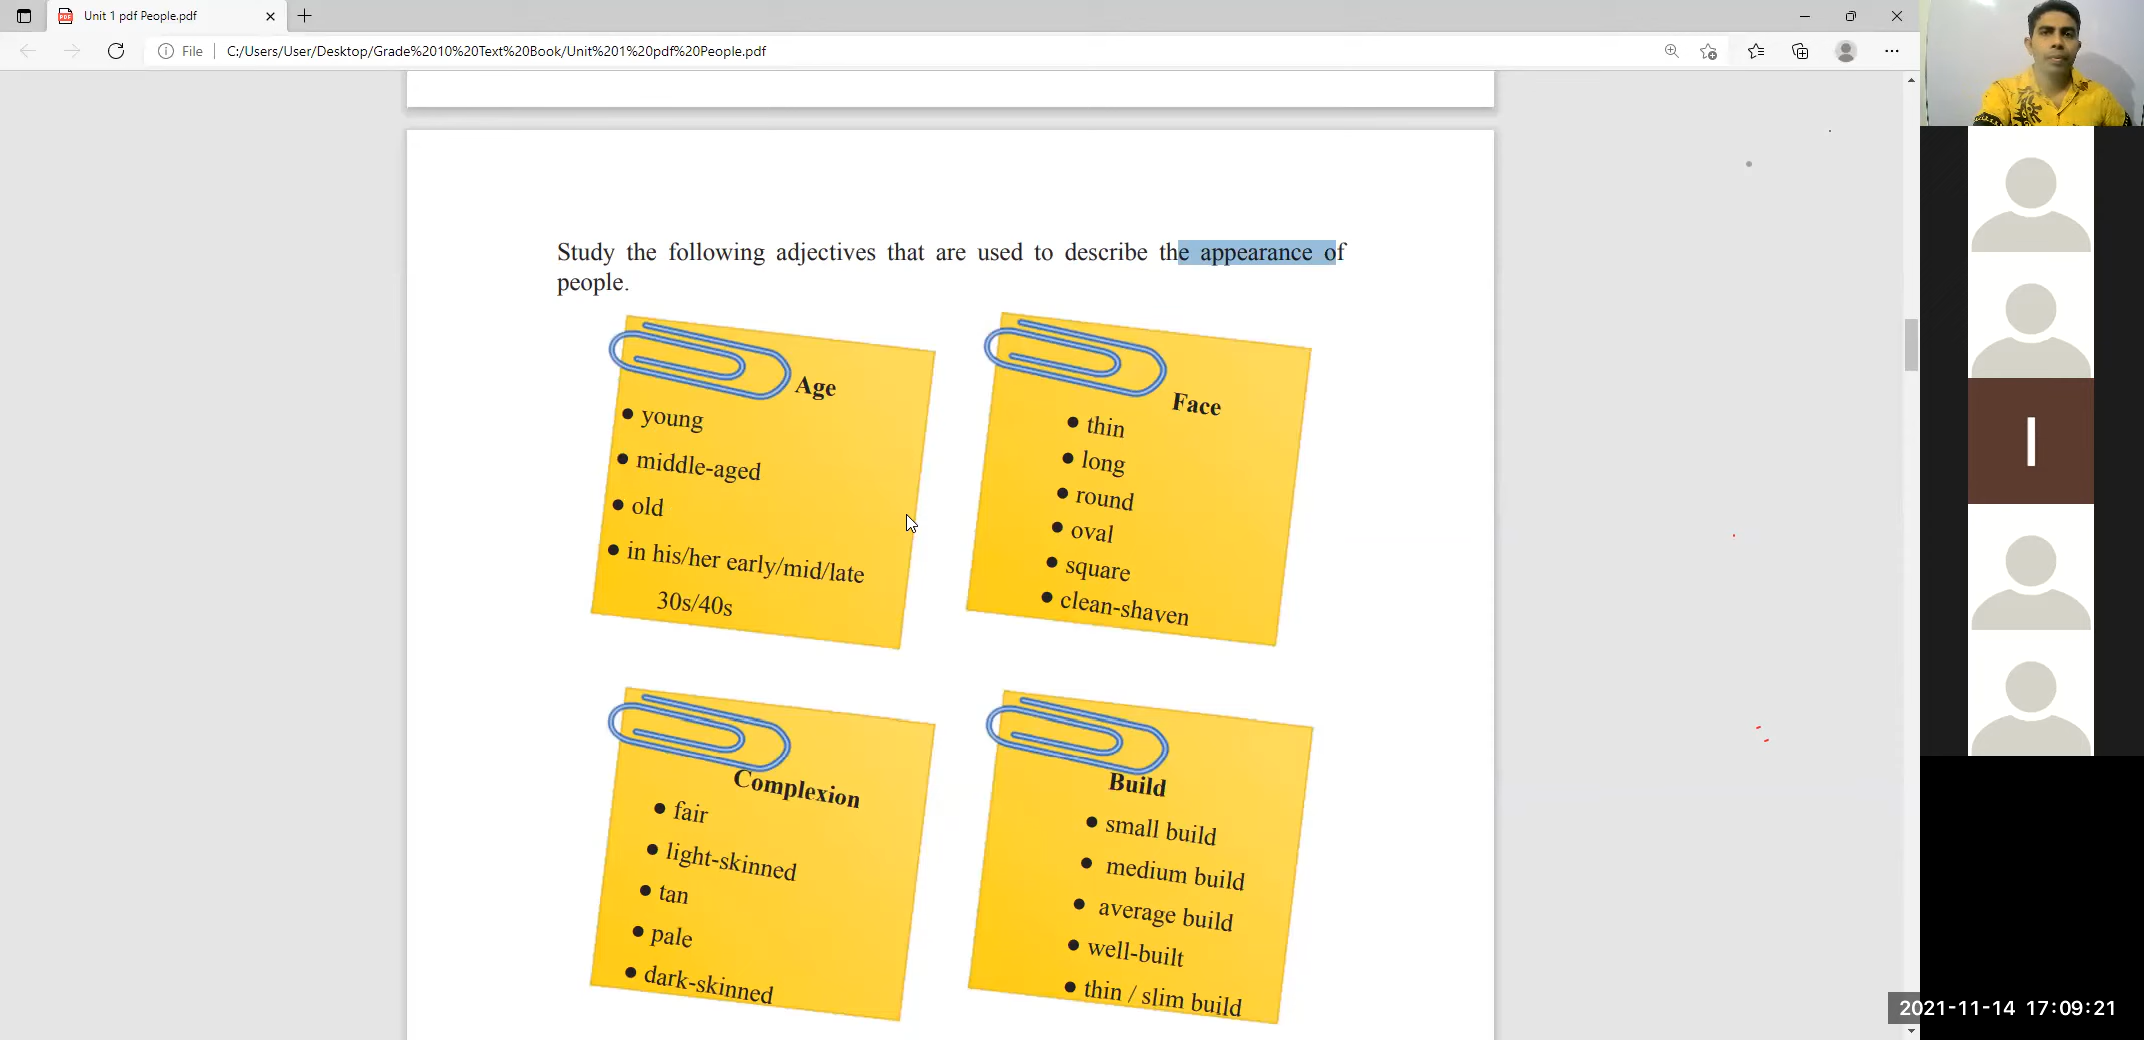 Unit 1 pdf People.pdf
File
C:/Users/User/Desktop/Grade%2010%20Text%20Book/Unit%201%20pdf%20People.pdf
Study the following adjectives that are used to describe the appearance of
people.
Age
• young
• middle-aged
• old
• in his/her early/mid/late
30s/40s
Face
• thin
• long
• round
• oval
• square
• clean-shaven
Complexion
• fair
• light-skinned
• tan
• pale
• dark-skinned
Build
• small build
• medium build
• average build
• well-built
• thin / slim build
I
2021-11-14 17:09:21